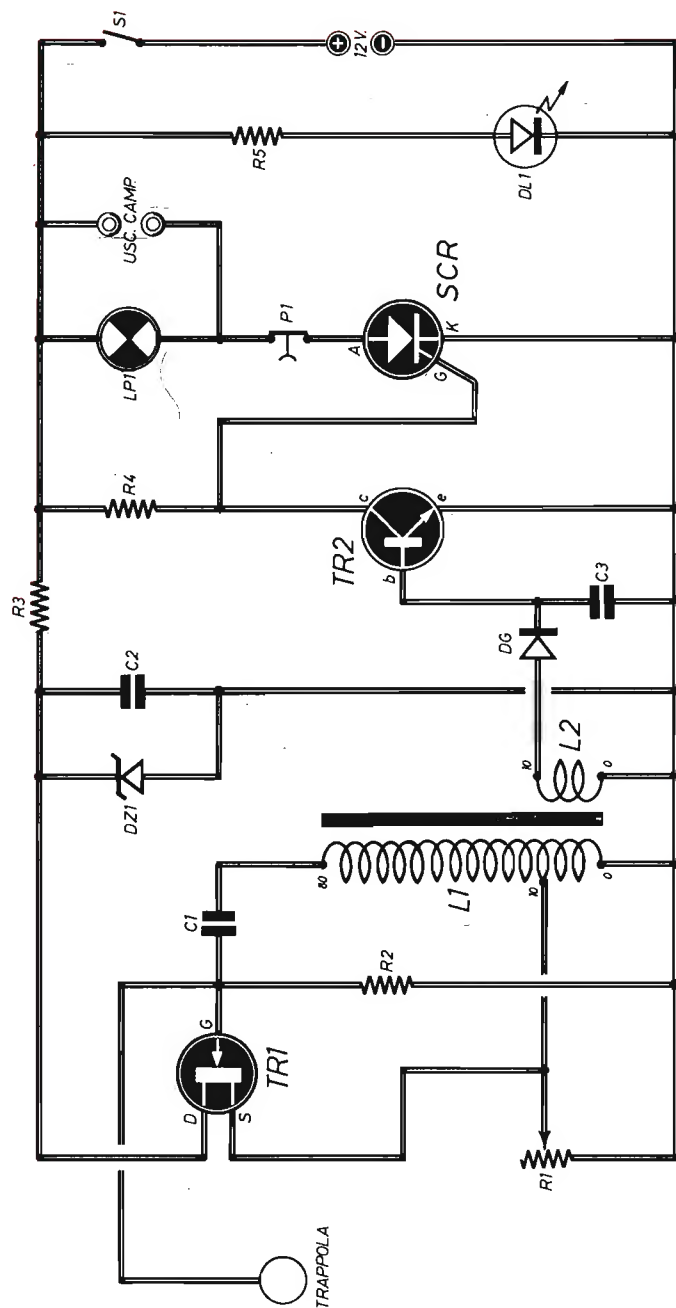 TRAPPOLA
D
S
G
TR1
R1
C1
R2
80
10
0
L1
10
0
L2
DZ1
C2
R3
DG
C3
R4
TR2
b
c
e
LP1
USC. CAMP.
P1
A
G
K
SCR
R5
DL1
S1
+
12 V.
-